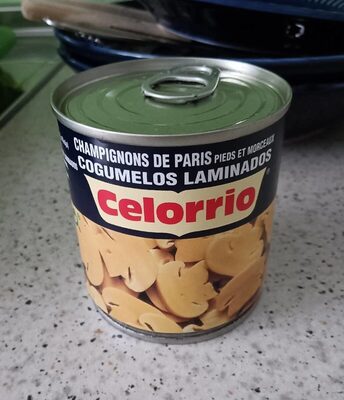 CHAMPIGNONS DE PARIS PIEDS ET MORCEAUX
COGUMELOS LAMINADOS
Celorrio®